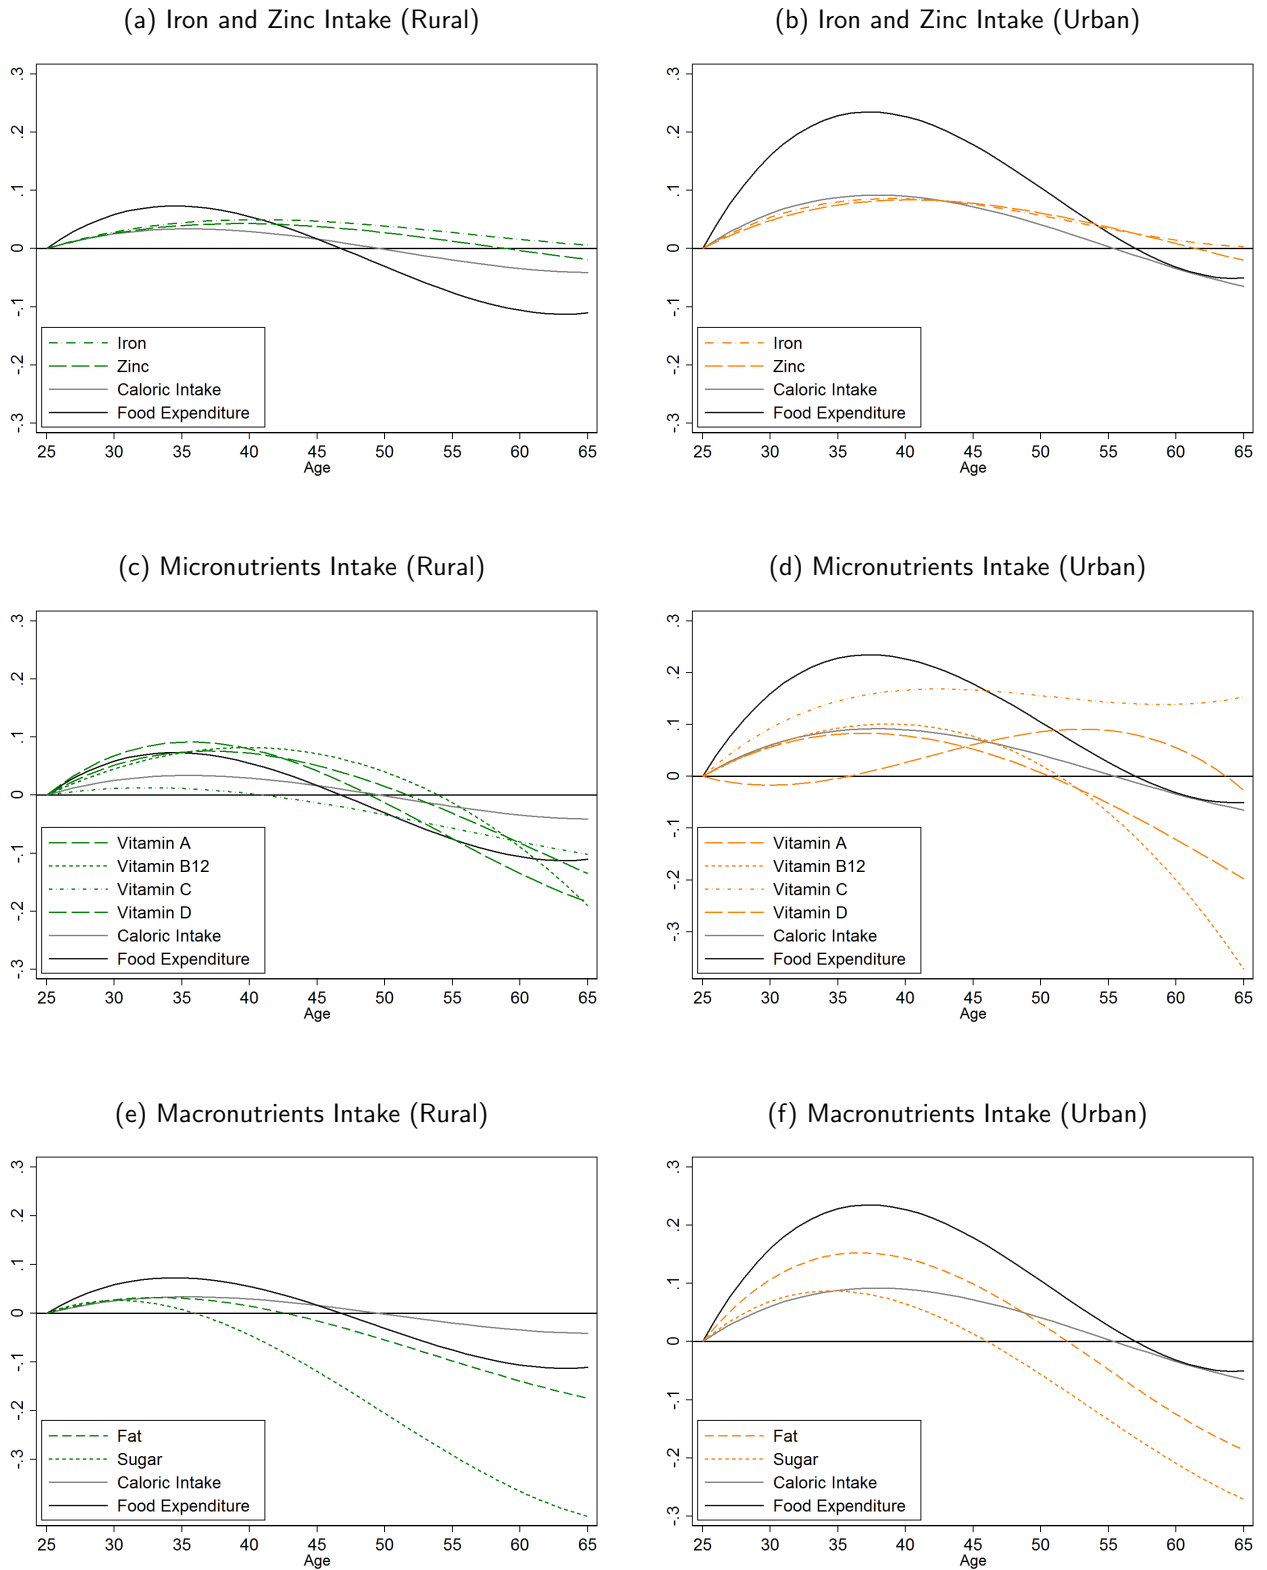 (a) Iron and Zinc Intake (Rural)
.3
.2
.1
0
-.1
-.2
-.3
Iron
Zinc
Caloric Intake
Food Expenditure
25 30 35 40 45 50 55 60 65
Age
(b) Iron and Zinc Intake (Urban)
.3
.2
.1
0
-.1
-.2
-.3
Iron
Zinc
Caloric Intake
Food Expenditure
25 30 35 40 45 50 55 60 65
Age
(c) Micronutrients Intake (Rural)
.3
.2
.1
0
-.1
-.2
-.3
Vitamin A
Vitamin B12
Vitamin C
Vitamin D
Caloric Intake
Food Expenditure
25 30 35 40 45 50 55 60 65
Age
(d) Micronutrients Intake (Urban)
.3
.2
.1
0
-.1
-.2
-.3
Vitamin A
Vitamin B12
Vitamin C
Vitamin D
Caloric Intake
Food Expenditure
25 30 35 40 45 50 55 60 65
Age
(e) Macronutrients Intake (Rural)
.3
.2
.1
0
-.1
-.2
-.3
Fat
Sugar
Caloric Intake
Food Expenditure
25 30 35 40 45 50 55 60 65
Age
(f) Macronutrients Intake (Urban)
.3
.2
.1
0
-.1
-.2
-.3
Fat
Sugar
Caloric Intake
Food Expenditure
25 30 35 40 45 50 55 60 65
Age